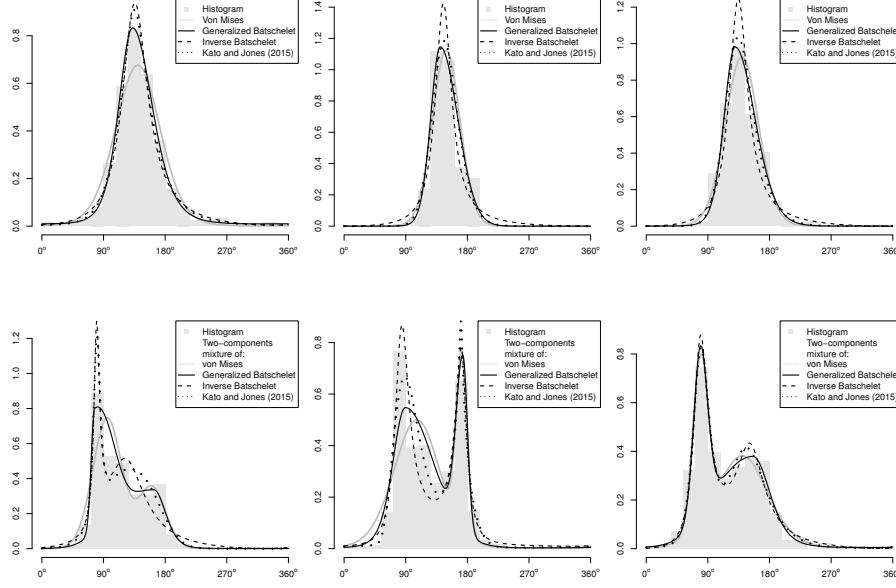 Histogram
Von Mises
Generalized Batschelet
Inverse Batschelet
Kato and Jones (2015)
0.8
0.6
0.4
0.2
0.0
0° 90° 180° 270° 360°
Histogram
Von Mises
Generalized Batschelet
Inverse Batschelet
Kato and Jones (2015)
1.4
1.2
1.0
0.8
0.6
0.4
0.2
0.0
0° 90° 180° 270° 360°
Histogram
Von Mises
Generalized Batschelet
Inverse Batschelet
Kato and Jones (2015)
1.2
1.0
0.8
0.6
0.4
0.2
0.0
0° 90° 180° 270° 360°
Histogram
Two−components
mixture of:
von Mises
Generalized Batschelet
Inverse Batschelet
Kato and Jones (2015)
1.2
1.0
0.8
0.6
0.4
0.2
0.0
0° 90° 180° 270° 360°
Histogram
Two−components
mixture of:
von Mises
Generalized Batschelet
Inverse Batschelet
Kato and Jones (2015)
0.8
0.6
0.4
0.2
0.0
0° 90° 180° 270° 360°
Histogram
Two−components
mixture of:
von Mises
Generalized Batschelet
Inverse Batschelet
Kato and Jones (2015)
0.8
0.6
0.4
0.2
0.0
0° 90° 180° 270° 360°